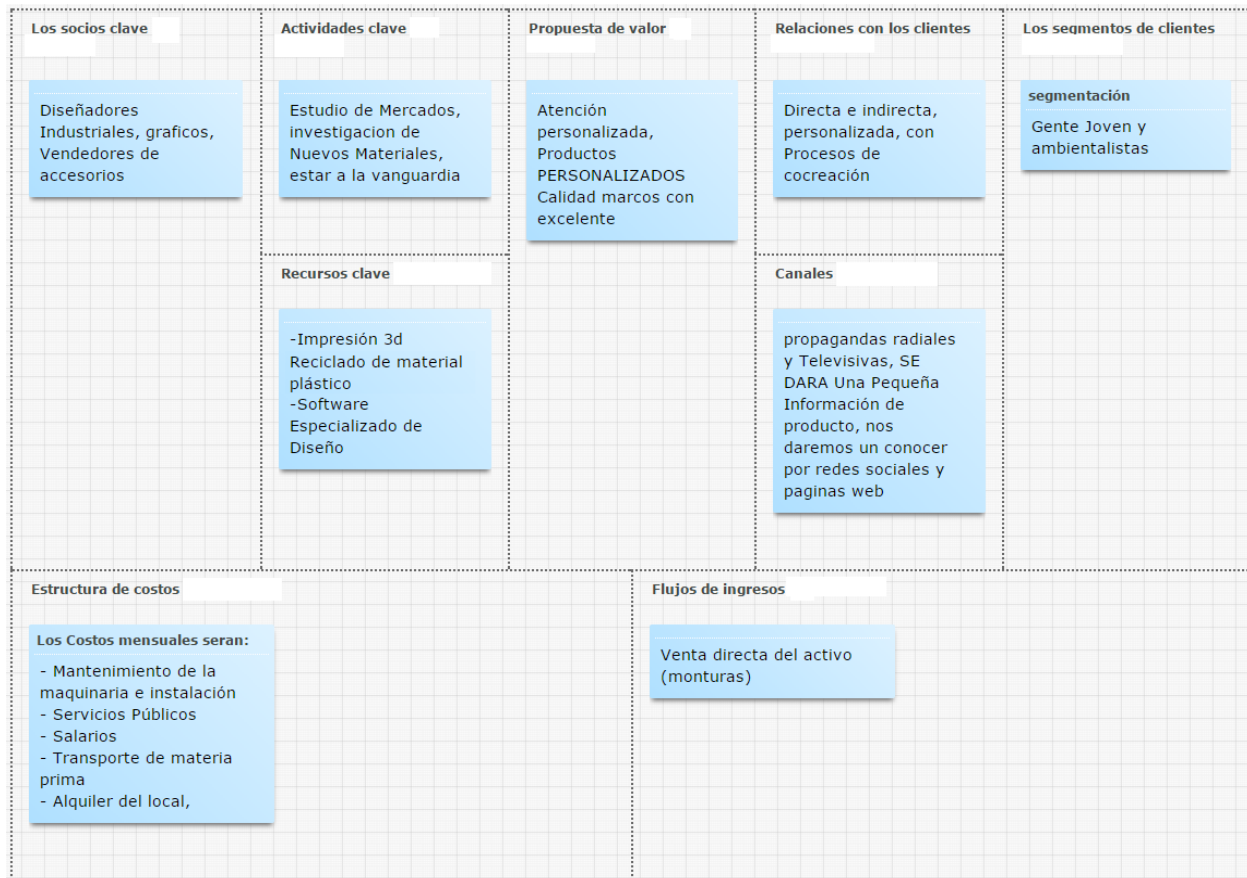 Los socios clave
Diseñadores
Industriales, graficos,
Vendedores de
accesorios
Actividades clave
Estudio de Mercados,
investigacion de
Nuevos Materiales,
estar a la vanguardia
Recursos clave
-Impresión 3d
Reciclado de material
plástico
-Software
Especializado de
Diseño
Propuesta de valor
Atención
personalizada,
Productos
PERSONALIZADOS
Calidad marcos con
excelente
Relaciones con los clientes
Directa e indirecta,
personalizada, con
Procesos de
cocreación
Canales
propagandas radiales
y Televisivas, SE
DARA Una Pequeña
Información de
producto, nos
daremos un conocer
por redes sociales y
paginas web
Los segmentos de clientes
segmentación
Gente Joven y
ambientalistas
Estructura de costos
Los Costos mensuales seran:
- Mantenimiento de la
maquinaria e instalación
- Servicios Públicos
- Salarios
- Transporte de materia
prima
- Alquiler del local,
Flujos de ingresos
Venta directa del activo
(monturas)